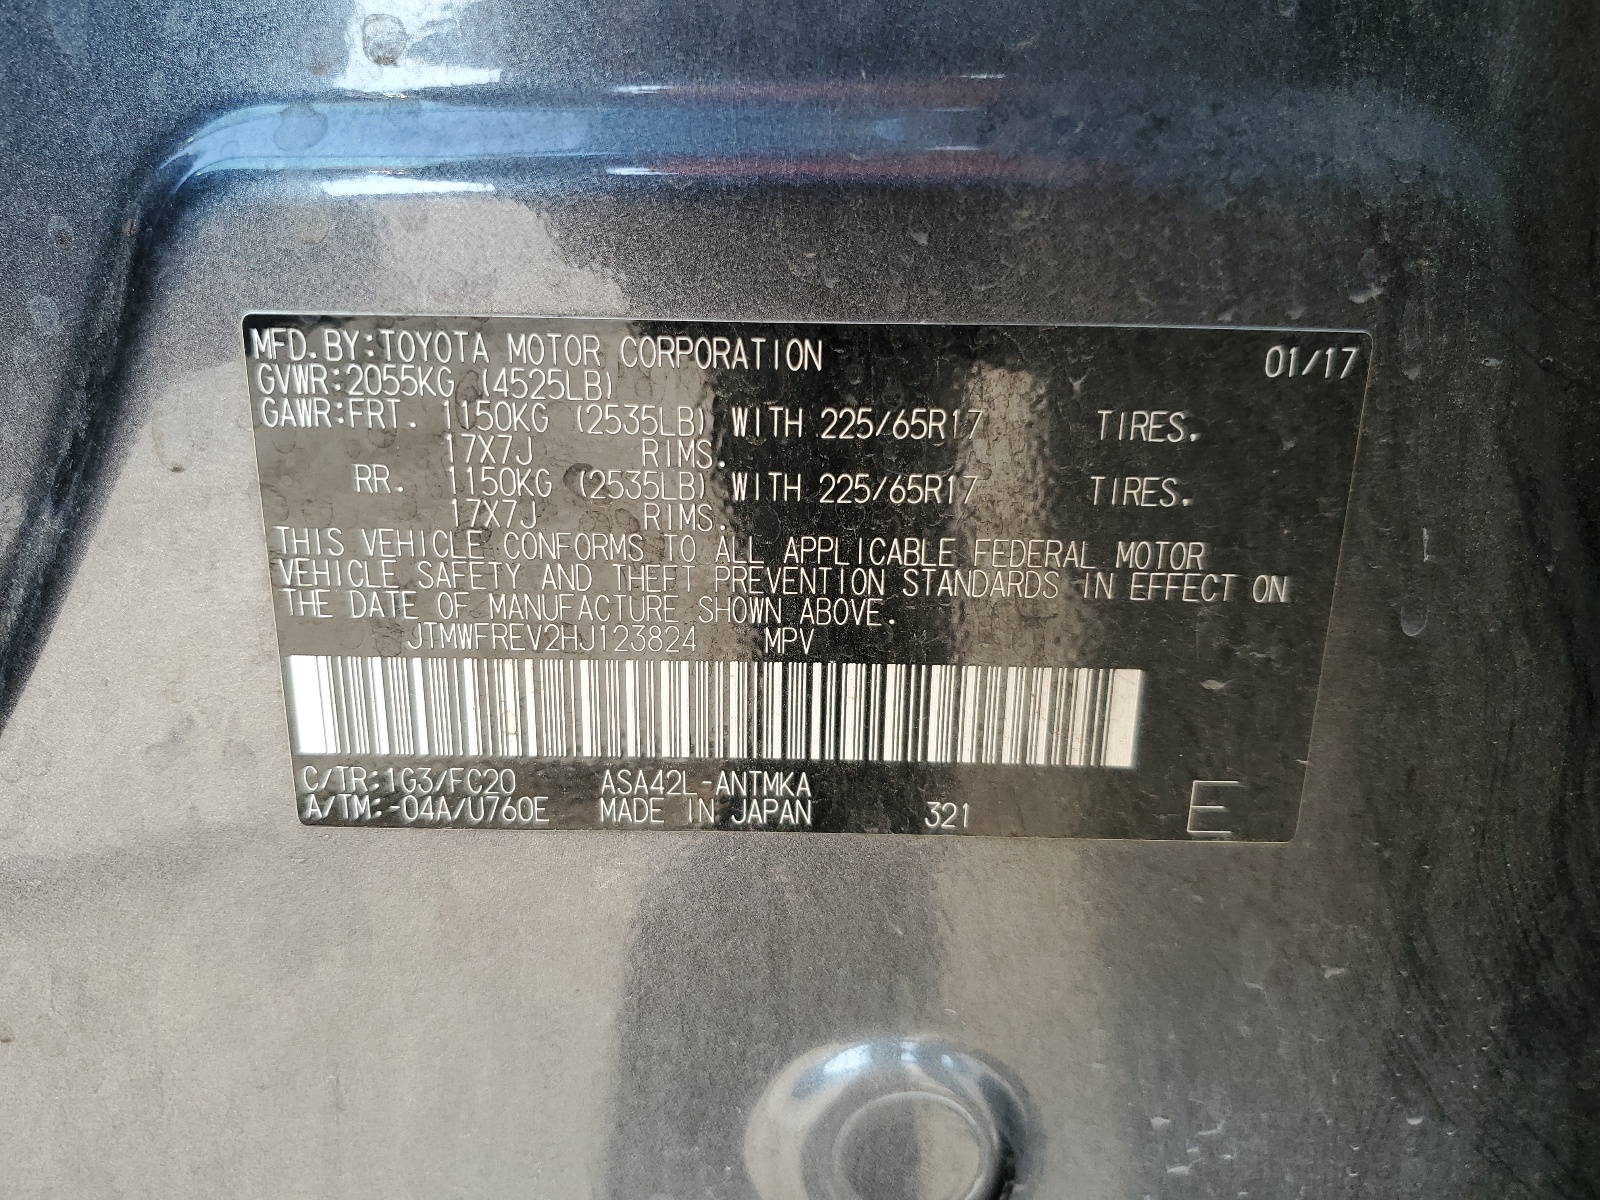 MFD. BY:TOYOTA MOTOR CORPORATION 01/17
GVWR:2055KG (4525LB)
GAWR:FRT. 1150KG (2535LB) WITH 225/65R17 TIRES.
17X7J RIMS.
RR. 1150KG (2535LB) WITH 225/65R17 TIRES.
17X7J RIMS.
THIS VEHICLE CONFORMS TO ALL APPLICABLE FEDERAL MOTOR
VEHICLE SAFETY AND THEFT PREVENTION STANDARDS IN EFFECT ON
THE DATE OF MANUFACTURE SHOWN ABOVE.
JTMWFREV2HJ123824 MPV
C/TR:1G3/FC20 ASA42L-ANTMKA
A/TM:-04A/U760E MADE IN JAPAN 321 E